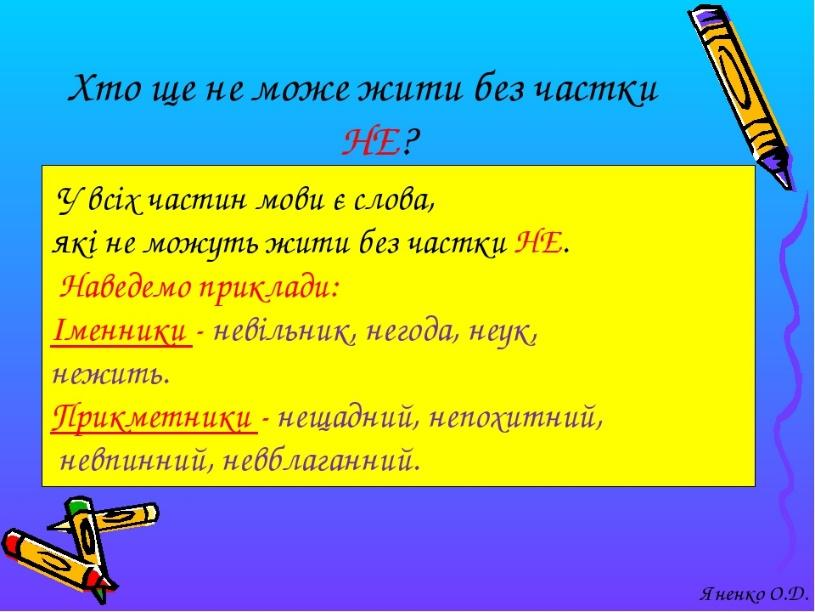 Хто ще не може жити без частки
НЕ?
У всіх частин мови є слова,
які не можуть жити без частки НЕ.
Наведемо приклади:
Іменники - невільник, негода, неук,
нежить.
Прикметники - нещадний, непохитний,
невпинний, невблаганний.
Яненко О.Д.